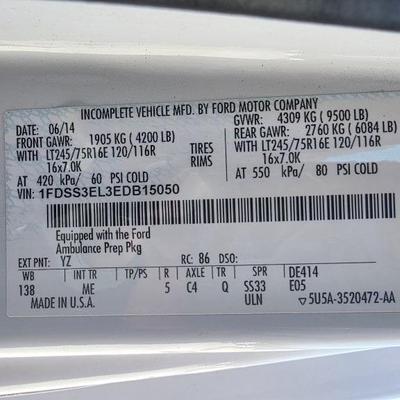 INCOMPLETE VEHICLE MFD. BY FORD MOTOR COMPANY
DATE: 06/14 GVWR: 4309 KG ( 9500 LB)
FRONT GAWR: 1905 KG ( 4200 LB) REAR GAWR: 2760 KG ( 6084 LB)
WITH LT245/75R16E 120/116R TIRES WITH LT245/75R16E 120/116R
16x7.0K RIMS 16x7.0K
AT 420 kPa/ 60 PSI COLD AT 550 kPa/ 80 PSI COLD
VIN: 1FDSS3EL3EDB15050
Equipped with the Ford
Ambulance Prep Pkg
EXT PNT: YZ RC: 86 DSO:
WB INT TR TP/PS R AXLE TR SPR DE414
138 ME 5 C4 Q SS33 E05
MADE IN U.S.A. ULN ▽5U5A-3520472-AA